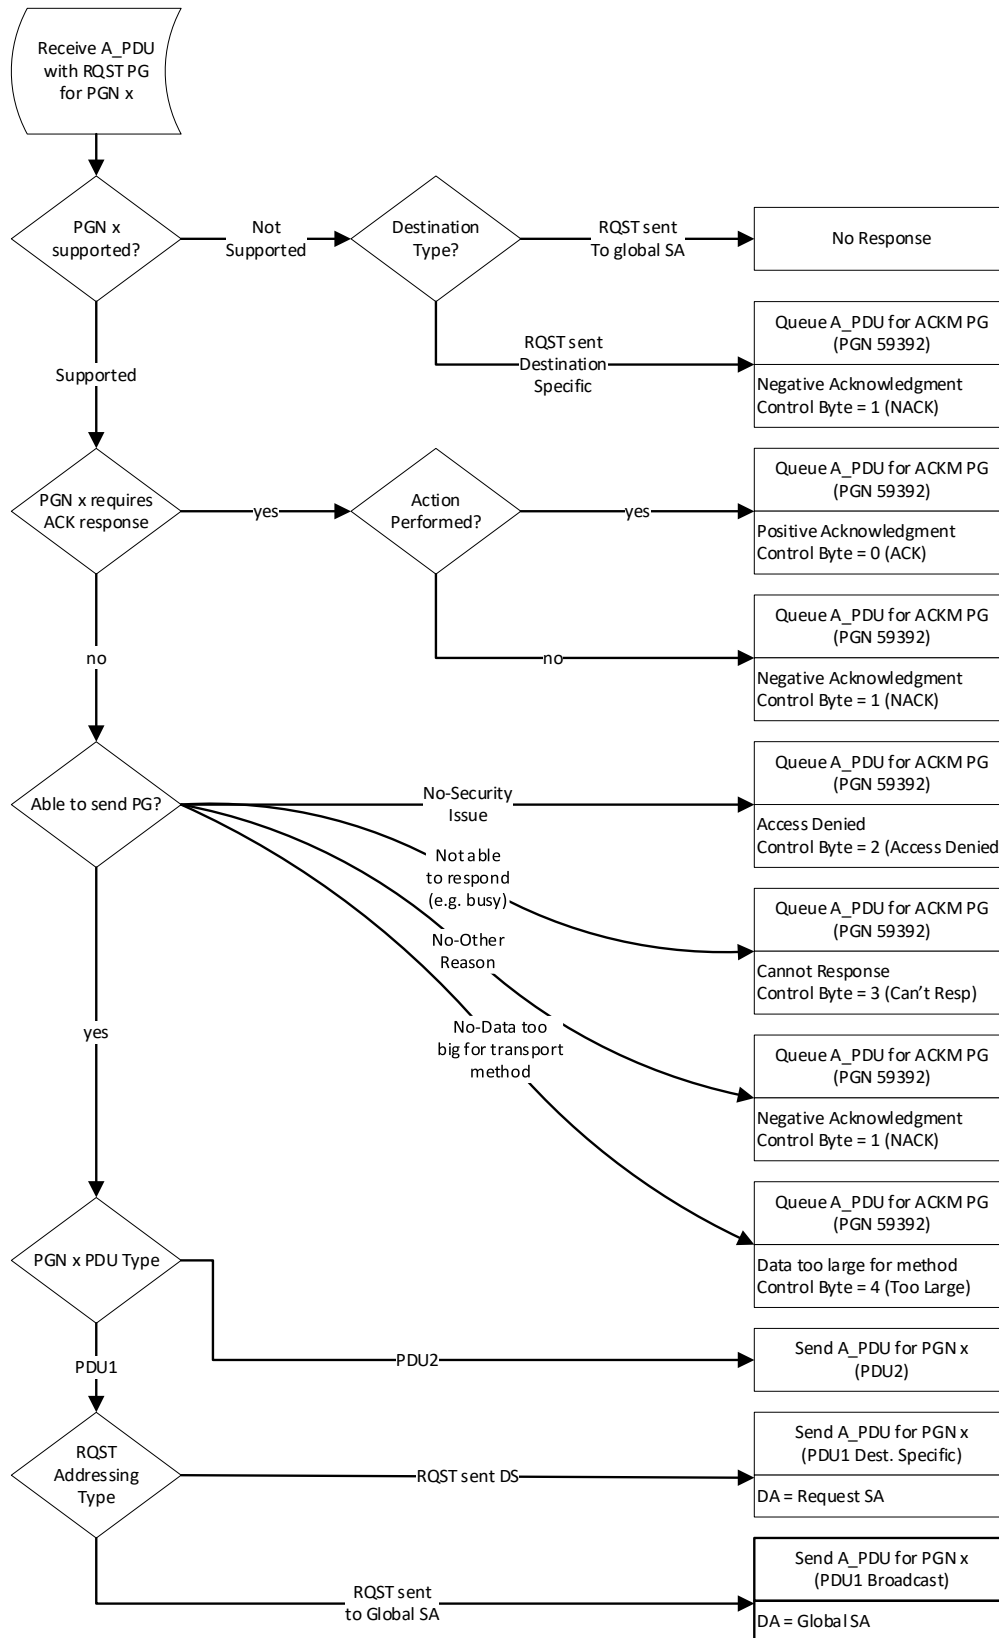 Receive A_PDU
with RQST PG
for PGN x
PGN x
supported?
Not
Supported
Destination
Type?
RQST sent
To global SA
No Response
RQST sent
Destination
Specific
Queue A_PDU for ACKM PG
(PGN 59392)
Negative Acknowledgment
Control Byte = 1 (NACK)
Supported
PGN x requires
ACK response
yes
Action
Performed?
yes
Queue A_PDU for ACKM PG
(PGN 59392)
Positive Acknowledgment
Control Byte = 0 (ACK)
no
Queue A_PDU for ACKM PG
(PGN 59392)
Negative Acknowledgment
Control Byte = 1 (NACK)
no
Able to send PG?
No-Security
Issue
Queue A_PDU for ACKM PG
(PGN 59392)
Access Denied
Control Byte = 2 (Access Denied
Not able
to respond
(e.g. busy)
Queue A_PDU for ACKM PG
(PGN 59392)
Cannot Response
Control Byte = 3 (Can't Resp)
No-Other
Reason
Queue A_PDU for ACKM PG
(PGN 59392)
Negative Acknowledgment
Control Byte = 1 (NACK)
No-Data too
big for transport
method
Queue A_PDU for ACKM PG
(PGN 59392)
Data too large for method
Control Byte = 4 (Too Large)
yes
PGN x PDU Type
PDU2
Send A_PDU for PGN x
(PDU2)
PDU1
RQST
Addressing
Type
RQST sent DS
Send A_PDU for PGN x
(PDU1 Dest. Specific)
DA = Request SA
RQST sent
to Global SA
Send A_PDU for PGN x
(PDU1 Broadcast)
DA = Global SA